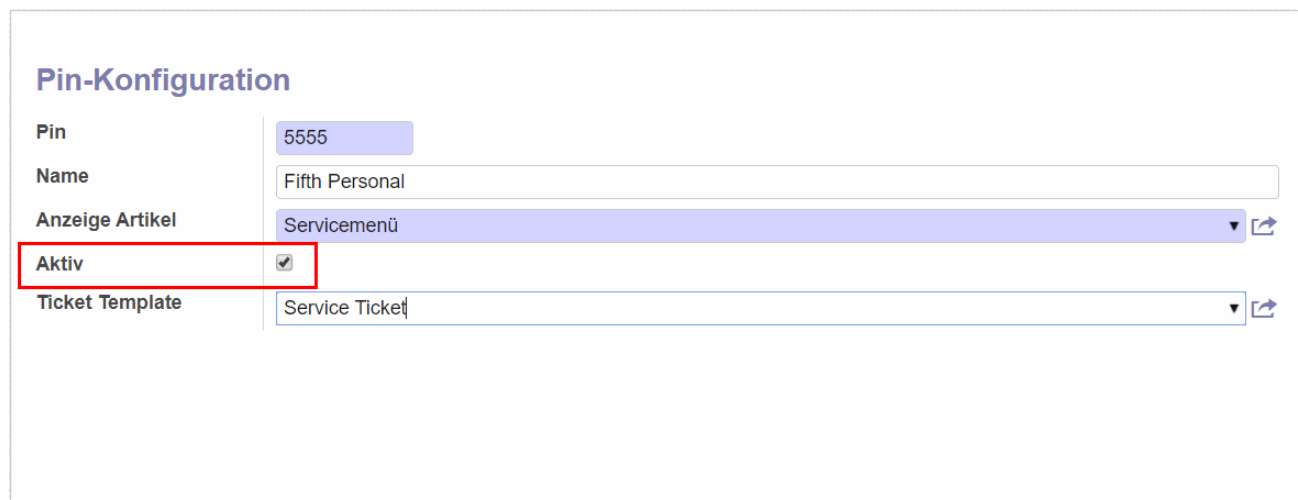 Pin-Konfiguration
Pin 5555
Name Fifth Personal
Anzeige Artikel Servicemenü
Aktiv
Ticket Template Service Ticket